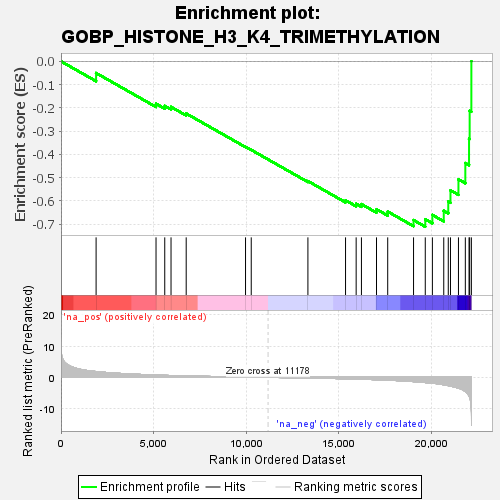 Enrichment plot:
GOBP_HISTONE_H3_K4_TRIMETHYLATION
Enrichment score (ES)
0.0
-0.1
-0.2
-0.3
-0.4
-0.5
-0.6
-0.7
'na_pos' (positively correlated)
Ranked list metric (PreRanked)
20
10
0
-10
Zero cross at 11178
'na_neg' (negatively correlated)
0
5,000
10,000
15,000
20,000
Rank in Ordered Dataset
Enrichment profile
Hits
Ranking metric scores